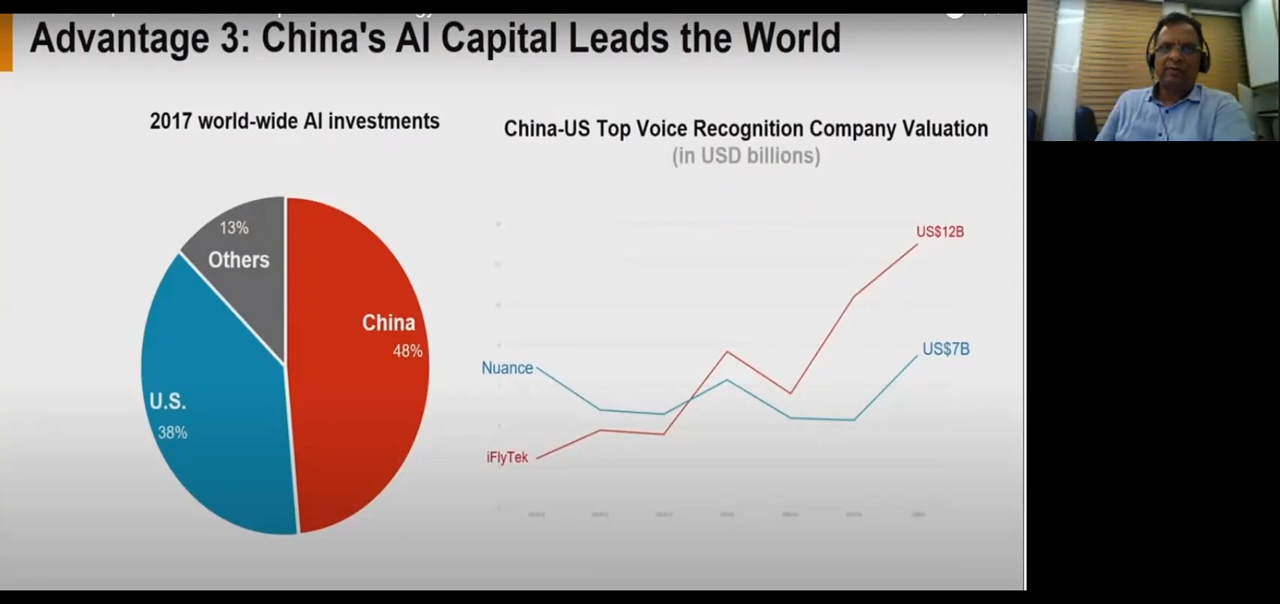 Advantage 3: China's AI Capital Leads the World
2017 world-wide AI investments
13%
Others
China
48%
U.S.
38%
China-US Top Voice Recognition Company Valuation
(in USD billions)
US$12B
US$7B
Nuance
iFlyTek